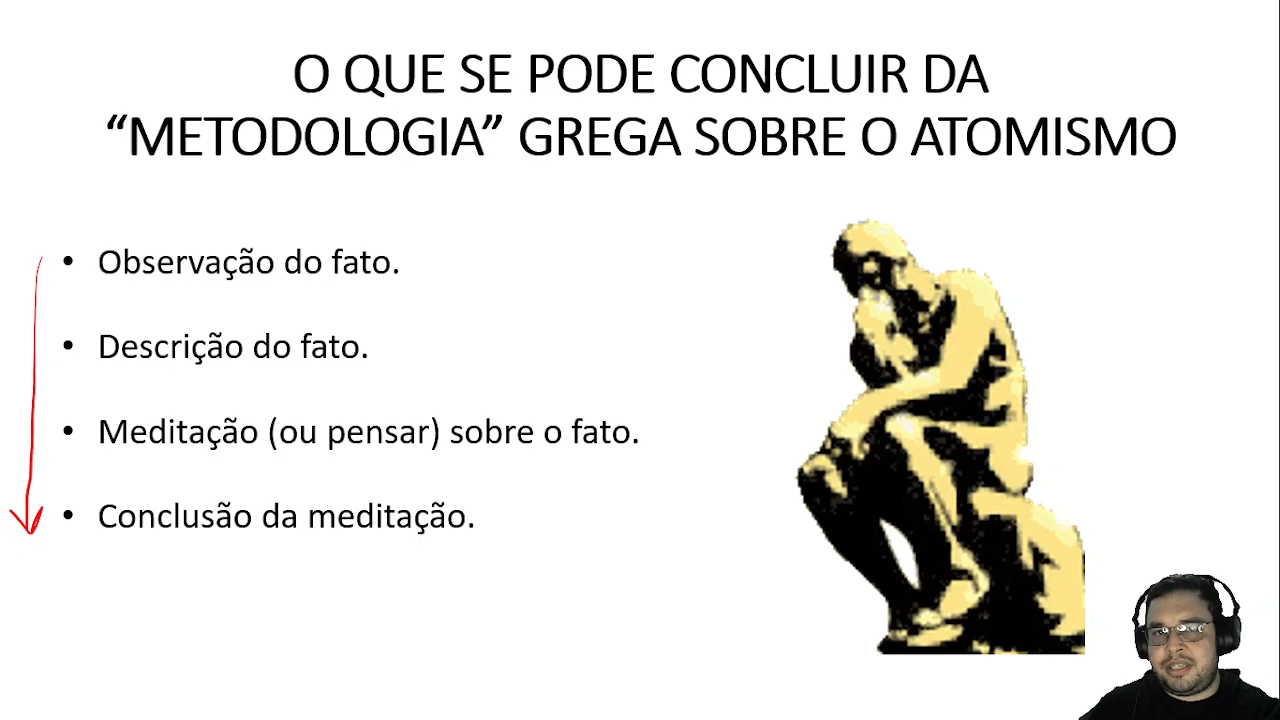 O QUE SE PODE CONCLUIR DA
“METODOLOGIA” GREGA SOBRE O ATOMISMO
• Observação do fato.
• Descrição do fato.
• Meditação (ou pensar) sobre o fato.
• Conclusão da meditação.